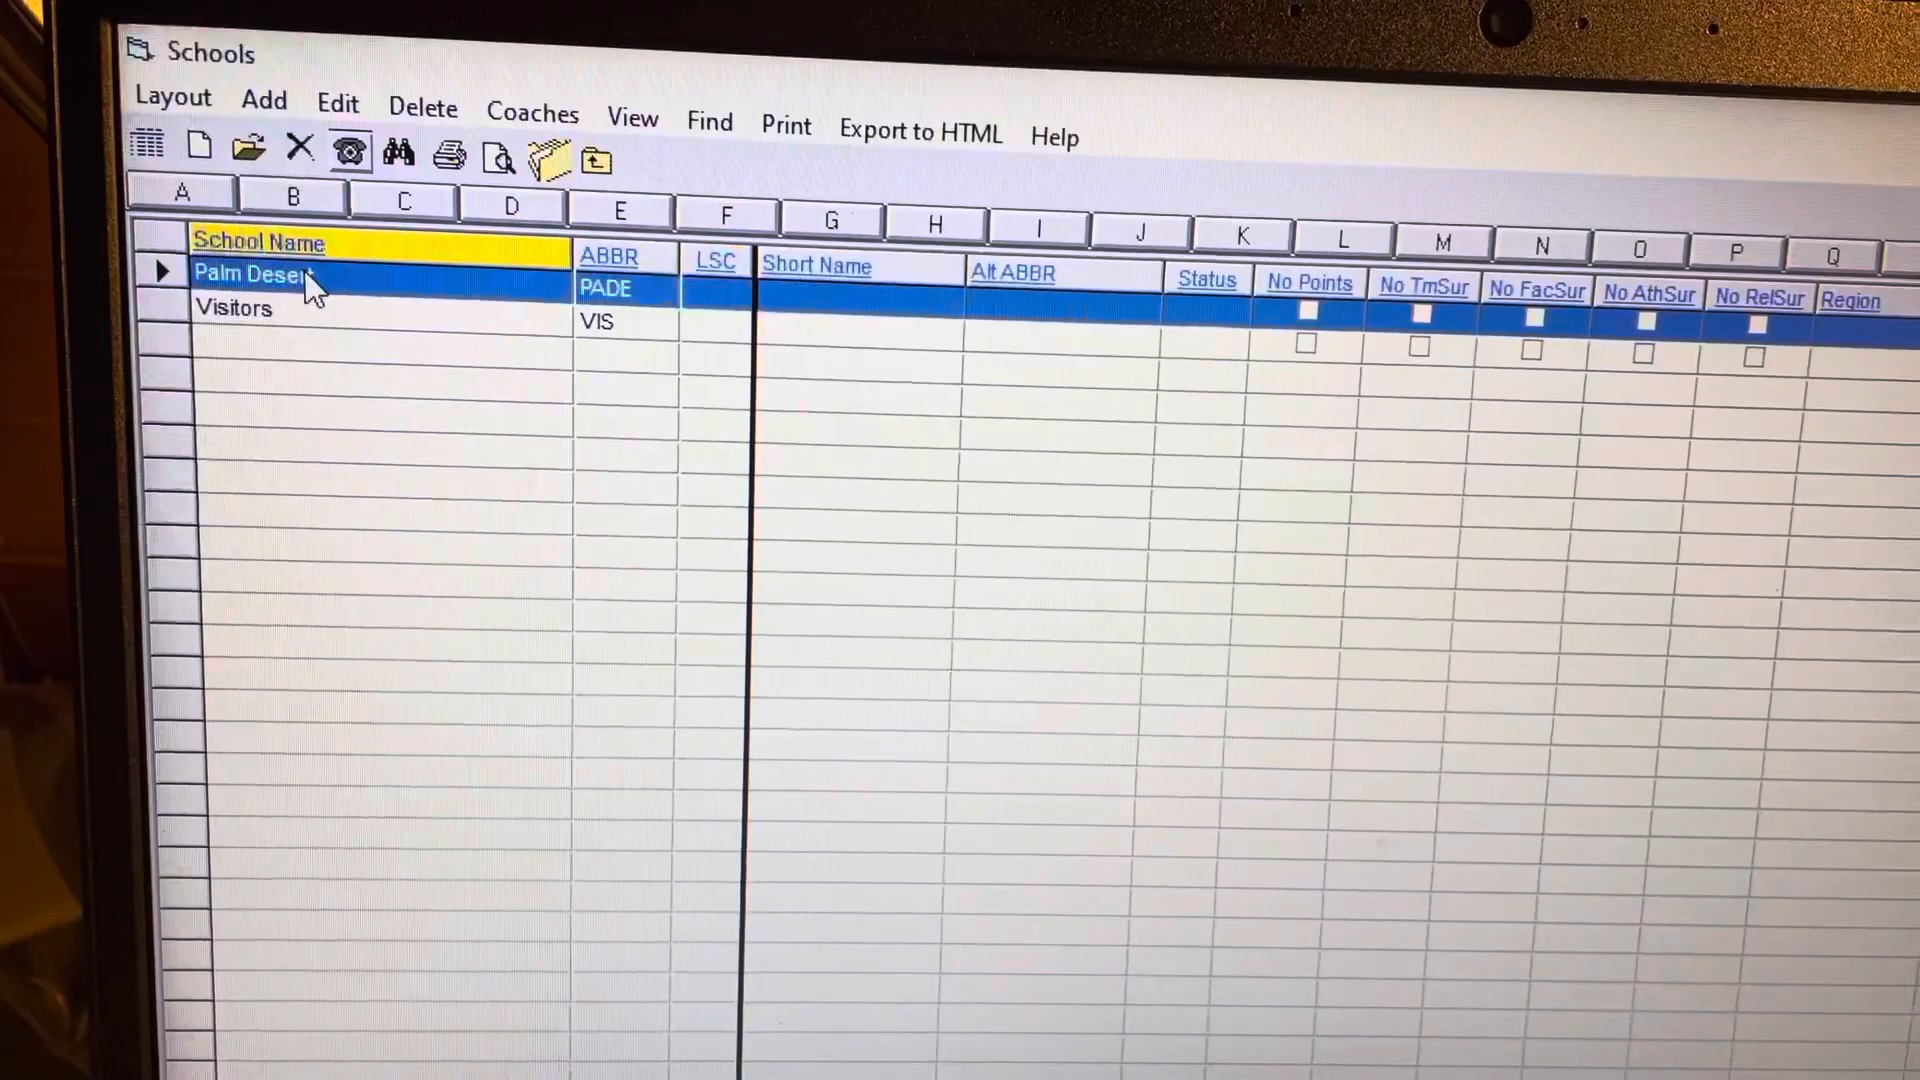 Schools
Layout Add Edit Delete Coaches View Find Print Export to HTML Help
A B C D E F G H I J K L M N O P Q
School Name ABBR LSC Short Name Alt ABBR Status No Points No TmSur No FacSur No AthSur No RelSur Region
Palm Desert PADE
Visitors VIS